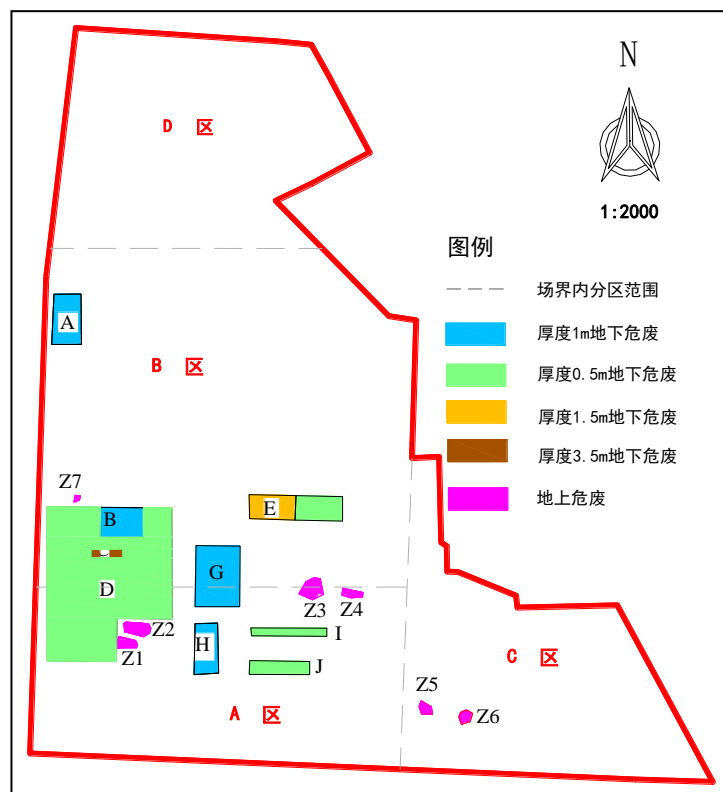 N
D 区
1:2000
图例
场界内分区范围
A
厚度1m地下危废
B 区
厚度0.5m地下危废
厚度1.5m地下危废
厚度3.5m地下危废
Z7
地上危废
E
B
G
D
Z3
Z4
Z2
Z1
H
I
J
C 区
A 区
Z5
Z6